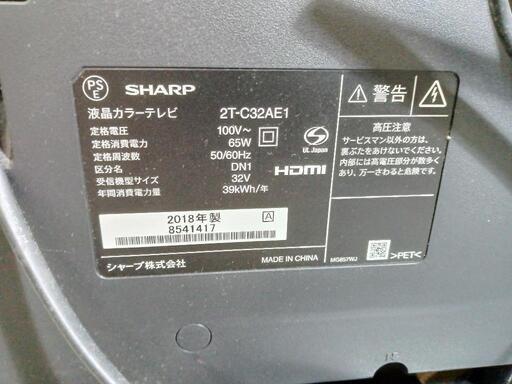 PS
E
SHARP
液晶カラーテレビ 2T-C32AE1
定格電圧 100V～
定格消費電力 65W
定格周波数 50/60Hz
区分名 DN1
受信機型サイズ 32V
年間消費電力量 39kWh/年
S
UL Japan
HDMI
2018年製 A
8541417
シャープ株式会社 MADE IN CHINA
警告
高圧注意
サービスマン以外の方は、
裏ぶたをあけないでください。
内部には高電圧部分が数多く
あり、万一さわると危険です。
>PET<